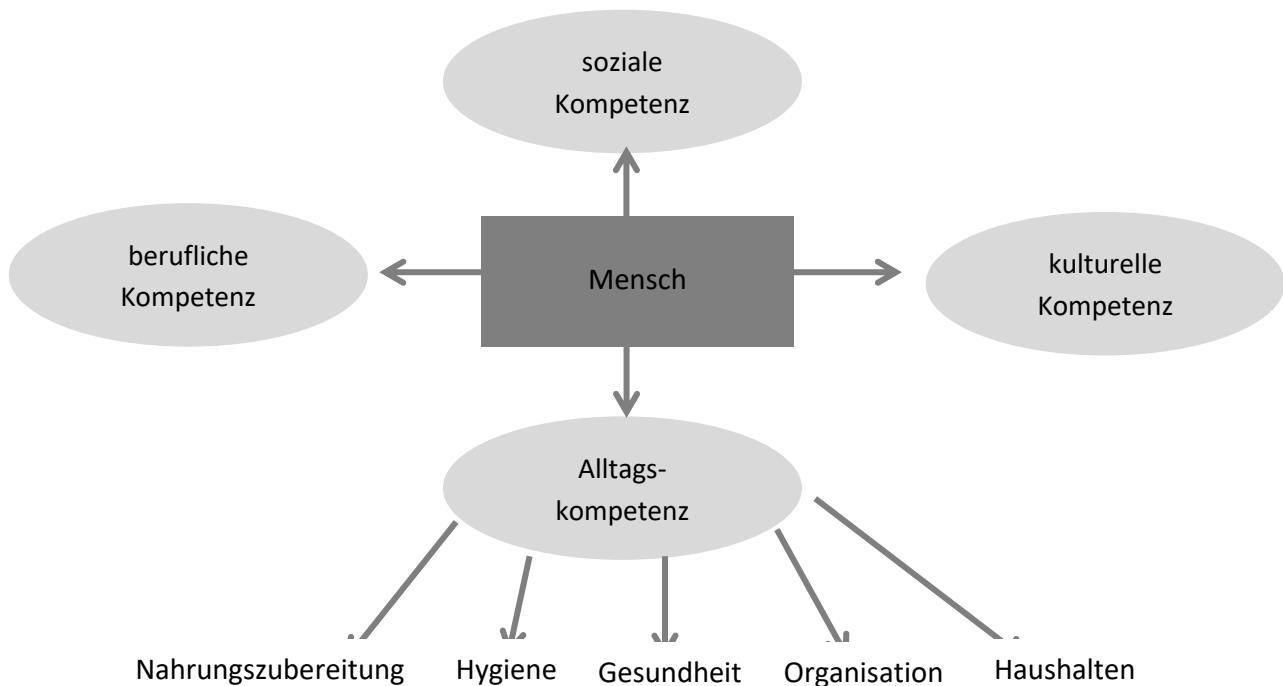 soziale
Kompetenz
berufliche
Kompetenz
Mensch
kulturelle
Kompetenz
Alltags-
kompetenz
Nahrungszubereitung Hygiene Gesundheit Organisation Haushalten